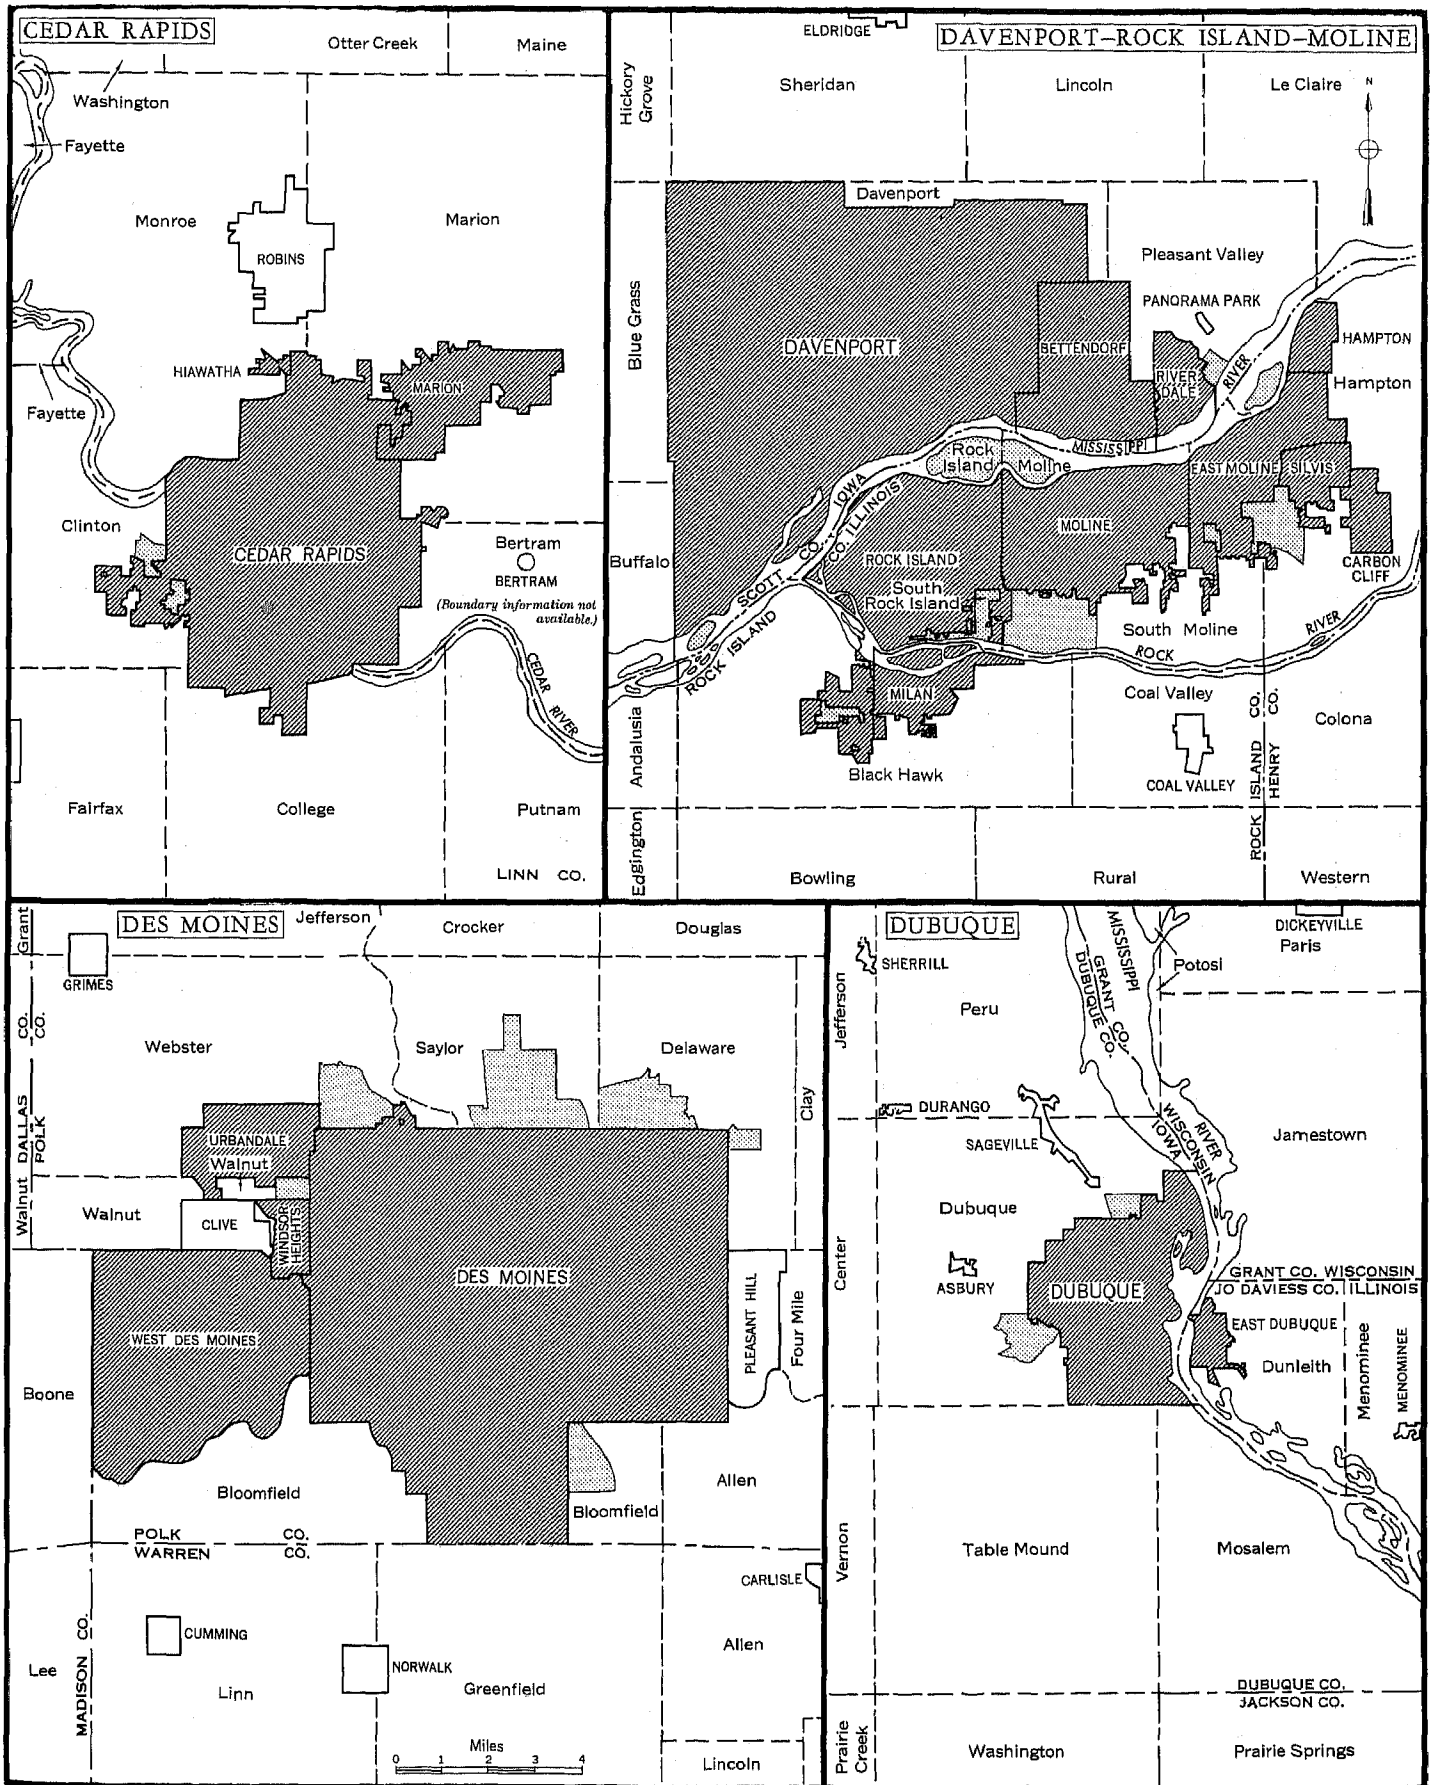 CEDAR RAPIDS
Otter Creek
Maine
Washington
Fayette
Monroe
Marion
ROBINS
HIAWATHA
MARION
Fayette
Clinton
CEDAR RAPIDS
Bertram
BERTRAM
(Boundary information not
available.)
CEDAR
RIVER
Fairfax
College
Putnam
LINN CO.
DAVENPORT-ROCK ISLAND-MOLINE
ELDRIDGE
Hickory
Grove
Sheridan
Lincoln
Le Claire
N
Davenport
Pleasant Valley
PANORAMA PARK
Blue Grass
DAVENPORT
BETTENDORF
RIVER
DALE
RIVER
HAMPTON
Hampton
MISSISSIPPI
Rock
Island
Moline
EAST MOLINE
SILVIS
IOWA
ILLINOIS
MOLINE
Buffalo
SCOTT CO.
ROCK ISLAND CO.
ROCK ISLAND
South
Rock Island
CARBON
CLIFF
South Moline
RIVER
ROCK
MILAN
Coal Valley
Andalusia
Colona
COAL VALLEY
Black Hawk
ROCK ISLAND CO.
HENRY CO.
Edgington
Bowling
Rural
Western
DES MOINES
Grant
Jefferson
Crocker
Douglas
GRIMES
DALLAS CO.
POLK CO.
Webster
Saylor
Delaware
Clay
URBANDALE
Walnut
Walnut
Walnut
CLIVE
WINDSOR
HEIGHTS
DES MOINES
PLEASANT HILL
Four Mile
WEST DES MOINES
Boone
Bloomfield
Bloomfield
Allen
POLK CO.
WARREN CO.
CARLISLE
CUMMING
NORWALK
Allen
Lee
MADISON CO.
Linn
Greenfield
Miles
0 1 2 3 4
Lincoln
DUBUQUE
DICKEYVILLE
Paris
SHERRILL
MISSISSIPPI
Potosi
GRANT CO.
DUBUQUE CO.
Jefferson
Peru
DURANGO
SAGEVILLE
WISCONSIN
IOWA
RIVER
Jamestown
Dubuque
Center
ASBURY
DUBUQUE
GRANT CO. WISCONSIN
JO DAVIESS CO. ILLINOIS
EAST DUBUQUE
Dunleith
Menominee
MENOMINEE
Vernon
Table Mound
Mosalem
DUBUQUE CO.
JACKSON CO.
Prairie
Creek
Washington
Prairie Springs